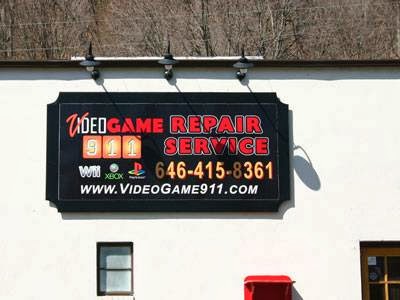 VIDEOGAME REPAIR
911 SERVICE
Wii XBOX PlayStation 646-415-8361
WWW.VIDEOGAME911.COM